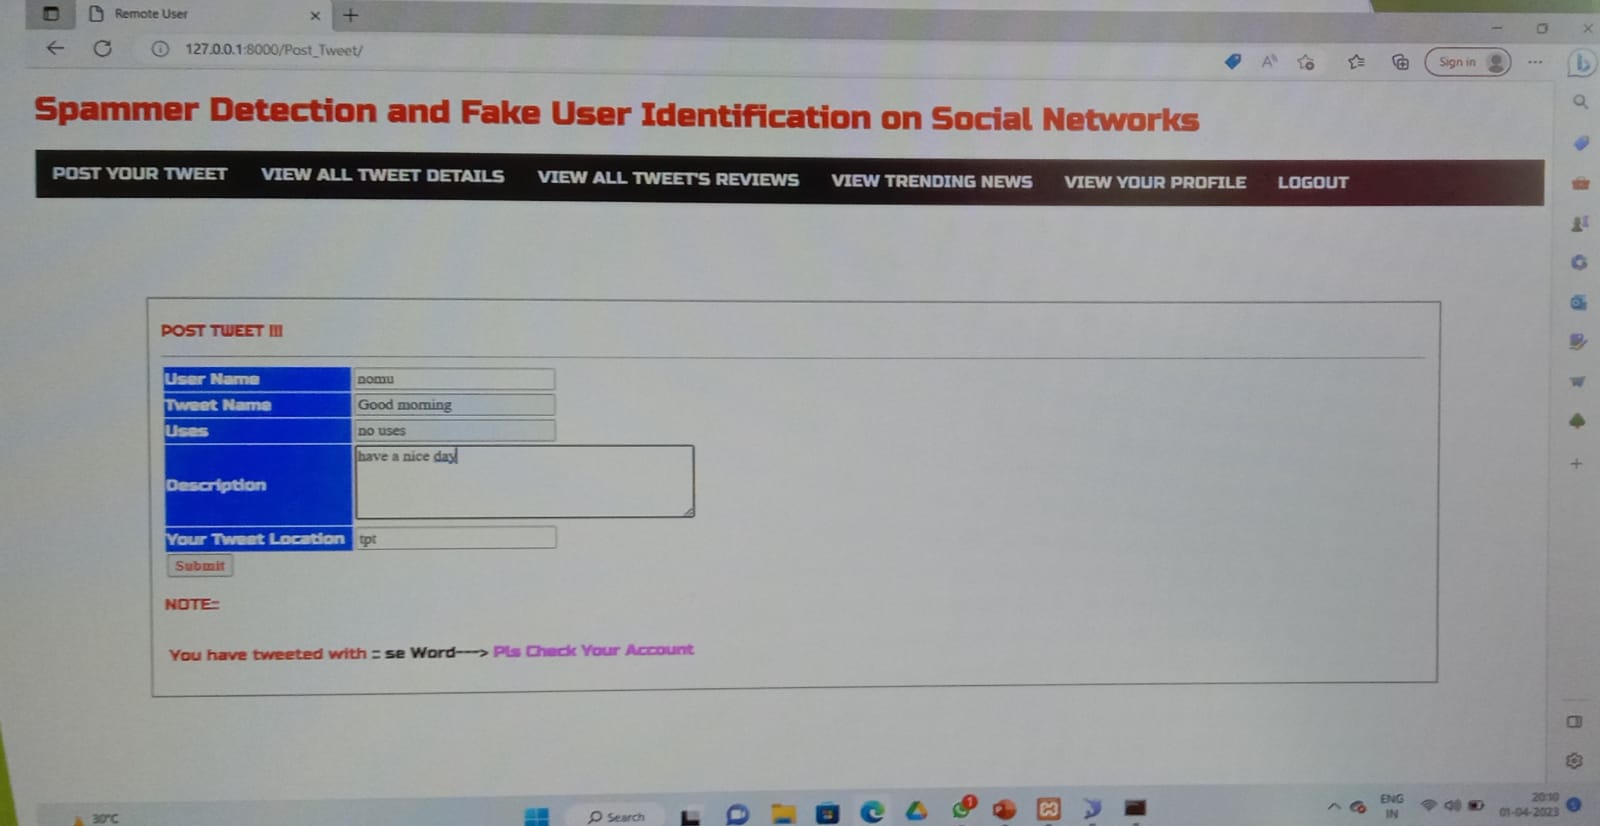 Remote User
127.0.0.1:8000/Post_Tweet/
Sign in
Spammer Detection and Fake User Identification on Social Networks
POST YOUR TWEET VIEW ALL TWEET DETAILS VIEW ALL TWEET'S REVIEWS VIEW TRENDING NEWS VIEW YOUR PROFILE LOGOUT
POST TWEET !!!
User Name nomu
Tweet Name Good morning
Uses no uses
Description have a nice day
Your Tweet Location tpt
Submit
NOTE::
You have tweeted with :: se Word---> Pls Check Your Account
30°C
Search
1
ENG
IN
20:10
01-04-2023